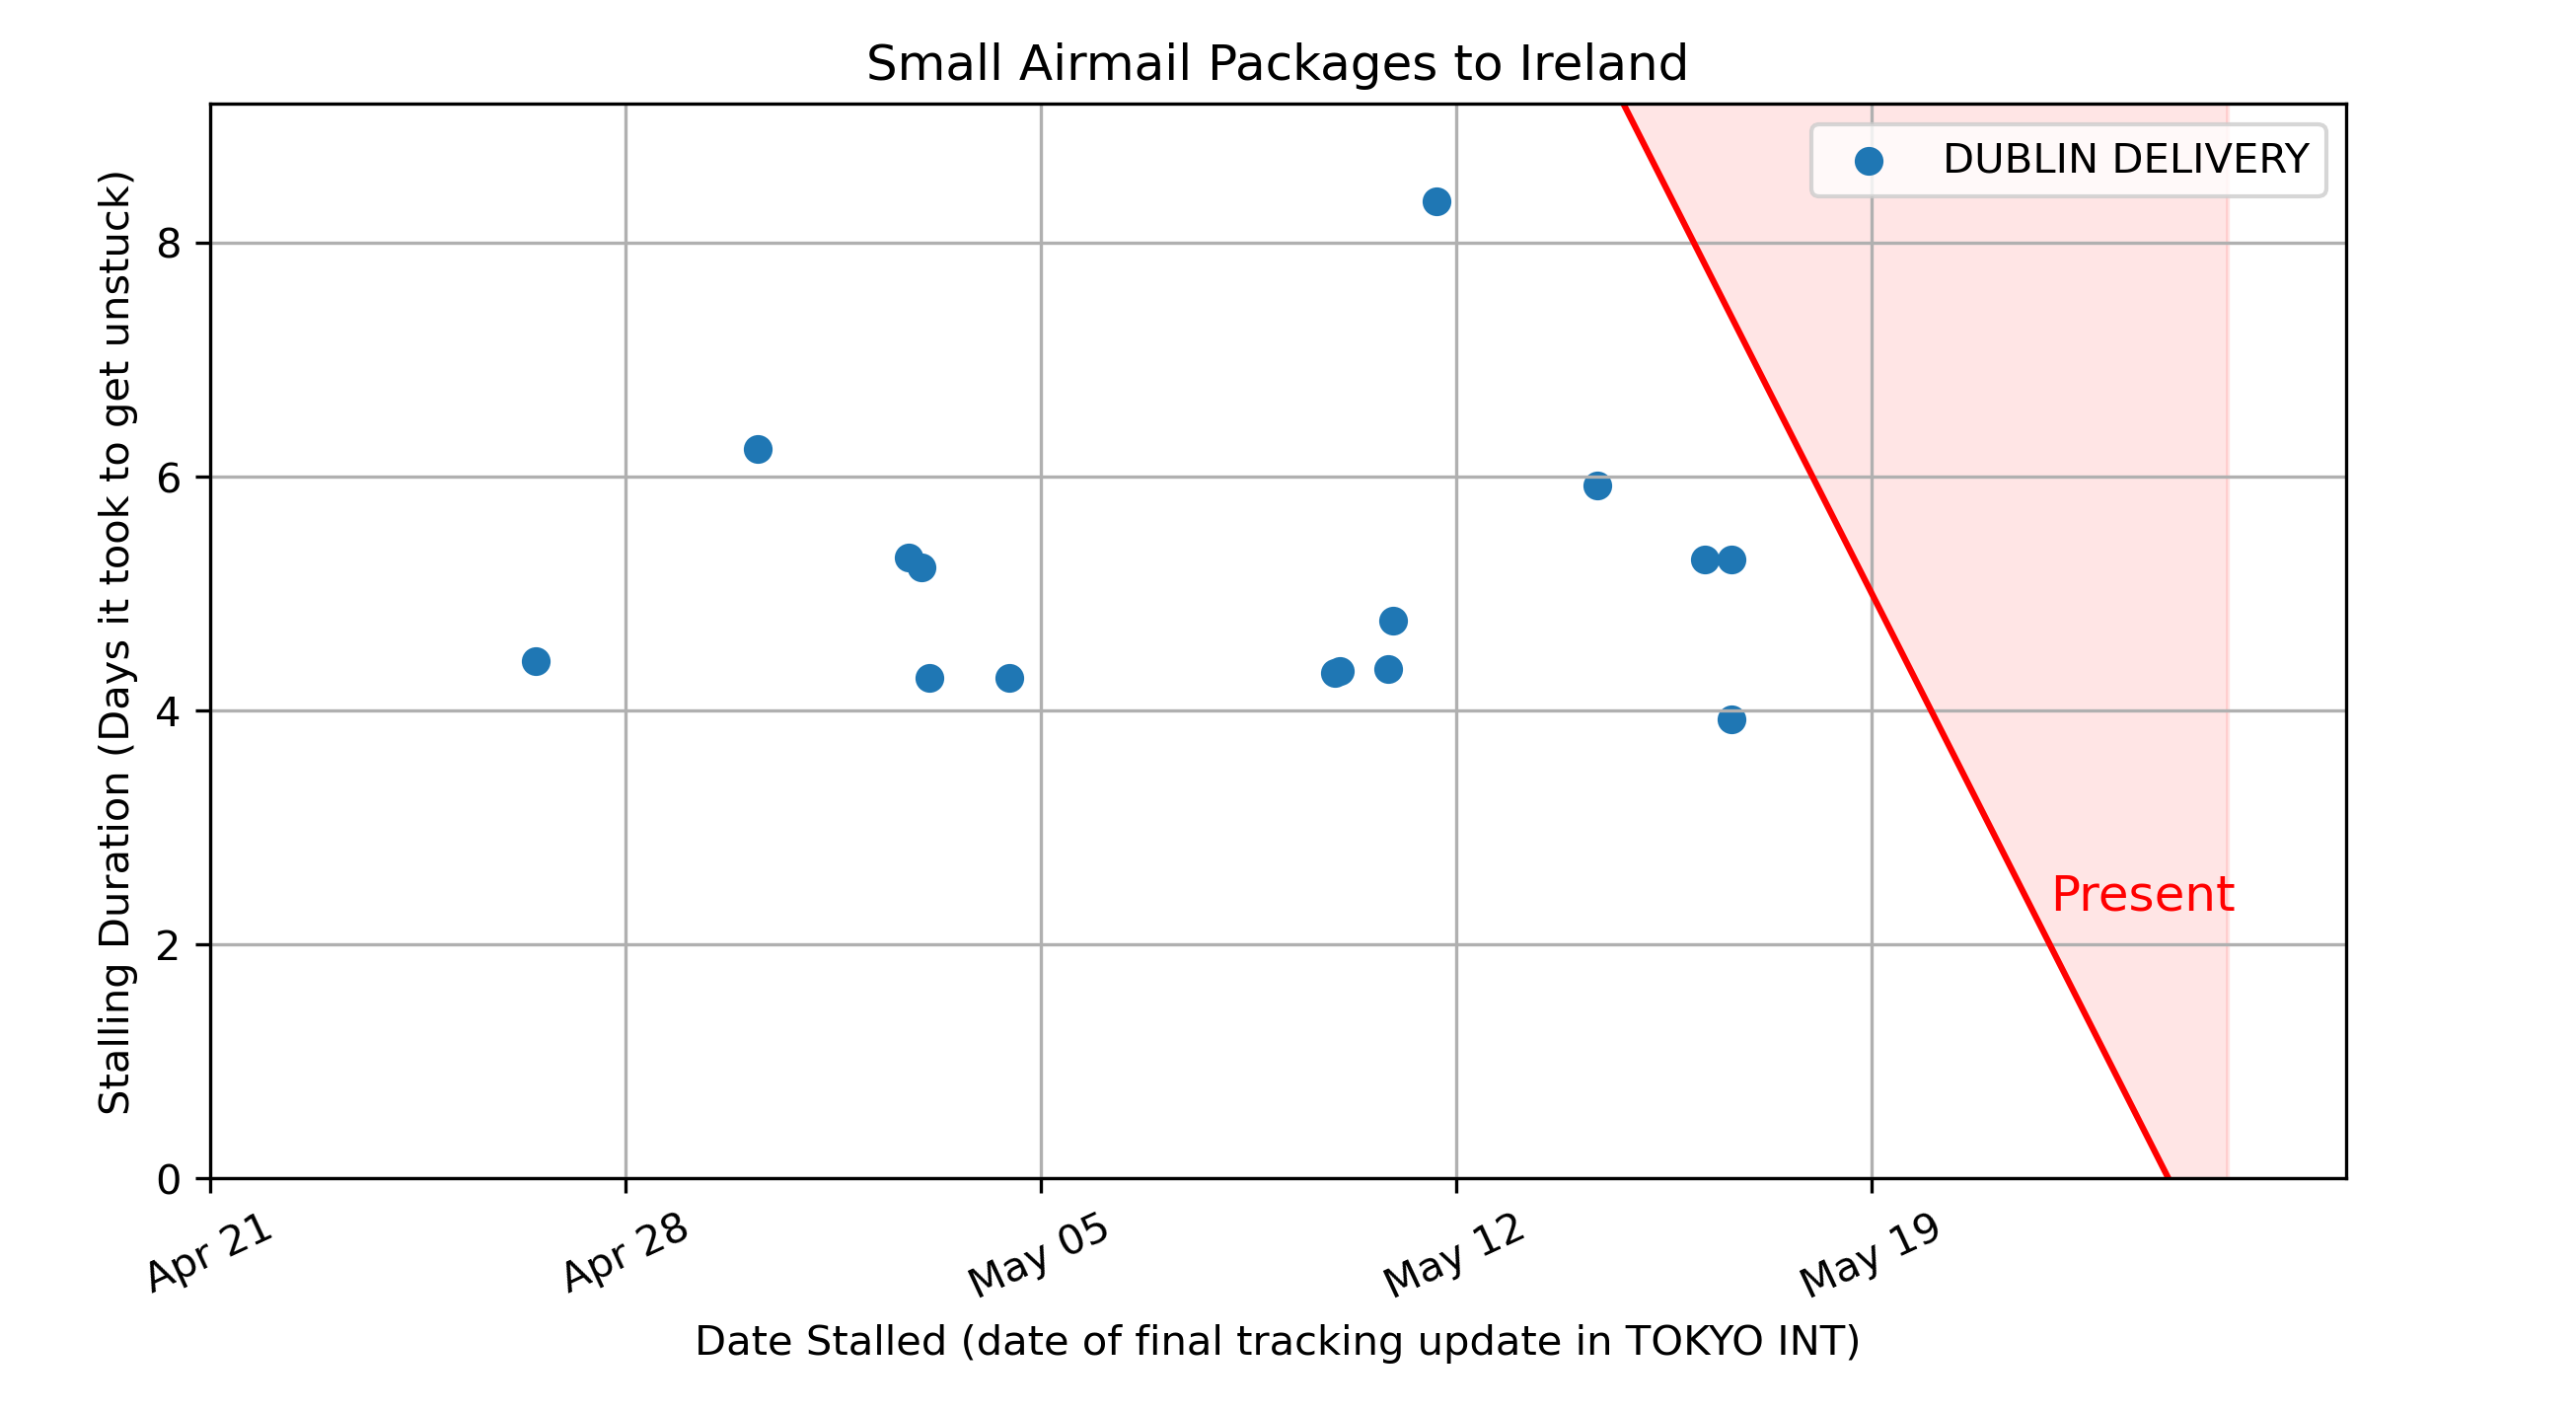 Small Airmail Packages to Ireland
DUBLIN DELIVERY
Stalling Duration (Days it took to get unstuck)
8
6
4
2
0
Present
Apr 21
Apr 28
May 05
May 12
May 19
Date Stalled (date of final tracking update in TOKYO INT)